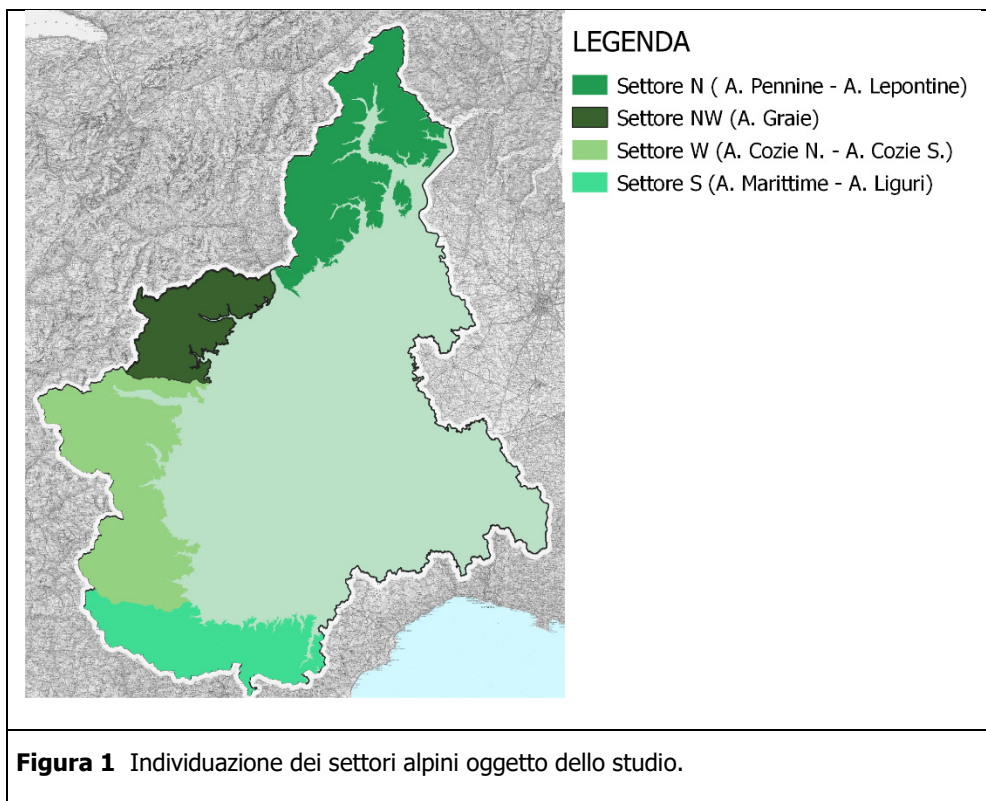 LEGENDA
Settore N ( A. Pennine - A. Lepontine)
Settore NW (A. Graie)
Settore W (A. Cozie N. - A. Cozie S.)
Settore S (A. Marittime - A. Liguri)
Figura 1 Individuazione dei settori alpini oggetto dello studio.